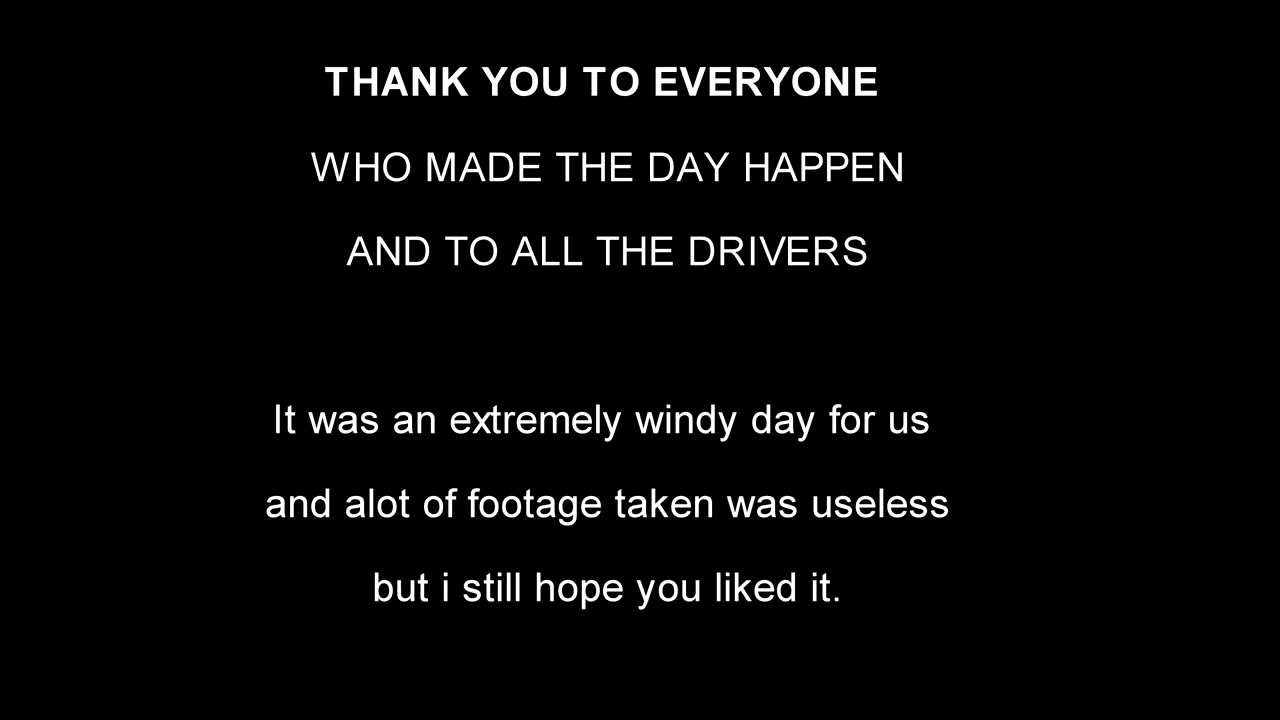 THANK YOU TO EVERYONE
WHO MADE THE DAY HAPPEN
AND TO ALL THE DRIVERS
It was an extremely windy day for us
and alot of footage taken was useless
but i still hope you liked it.